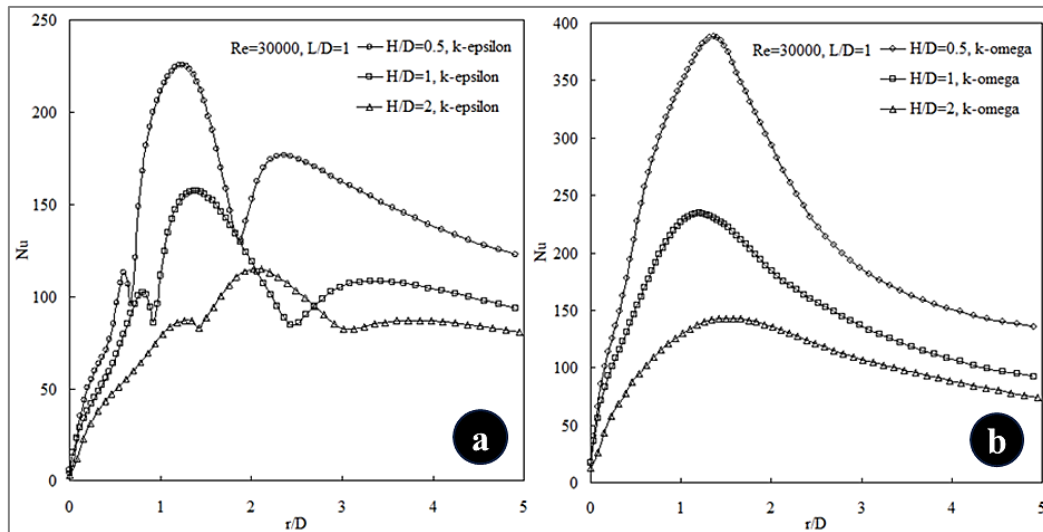 250
200
150
100
50
0
Nu
Re=30000, L/D=1
H/D=0.5, k-epsilon
H/D=1, k-epsilon
H/D=2, k-epsilon
a
0 1 2 3 4 5
r/D
400
350
300
250
200
150
100
50
0
Nu
Re=30000, L/D=1
H/D=0.5, k-omega
H/D=1, k-omega
H/D=2, k-omega
b
0 1 2 3 4 5
r/D